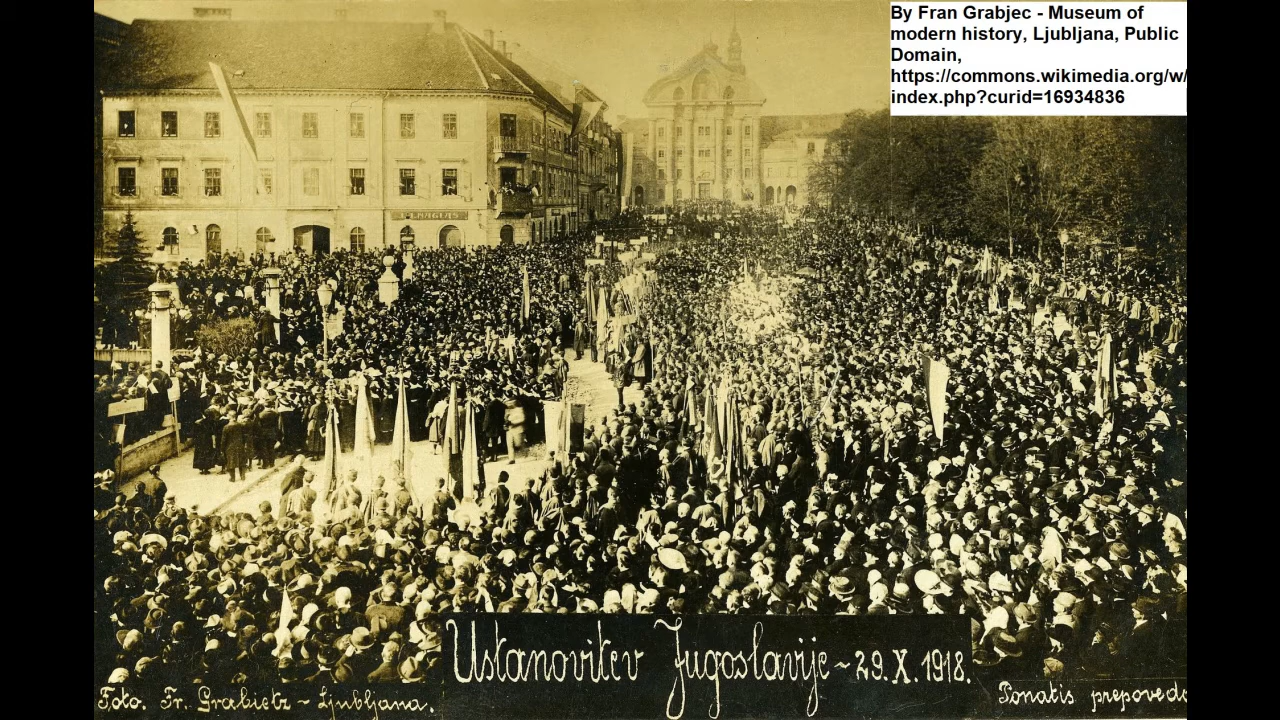 By Fran Grabjec - Museum of
modern history, Ljubljana, Public
Domain,
https://commons.wikimedia.org/w/
index.php?curid=16934836
Ustanovitev Jugoslavije ~ 29. X. 1918.
Foto. Fr. Grabietz ~ Ljubljana.
Ponatis prepovedo